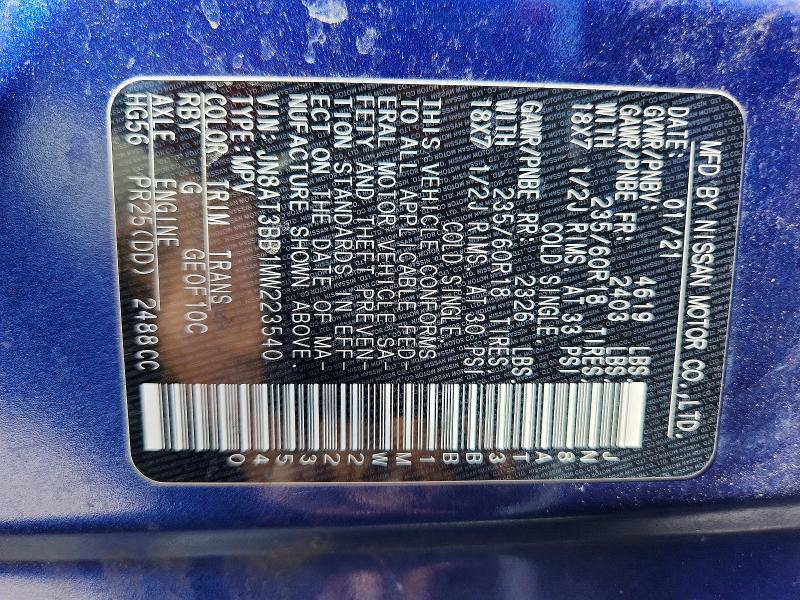 MFD BY NISSAN MOTOR CO.,LTD.
DATE: 01/21
GVWR/PNBV 4619 LBS.
GAWR/PNBE FR: 2403 LBS.
WITH 235/60R18 TIRES,
18X7 1/2J RIMS, AT 33 PSI
COLD SINGLE.
GAWR/PNBE RR: 2326 LBS.
WITH 235/60R18 TIRES,
18X7 1/2J RIMS, AT 30 PSI
COLD SINGLE.
THIS VEHICLE CONFORMS
TO ALL APPLICABLE FED-
ERAL MOTOR VEHICLE SA-
FETY AND THEFT PREVEN-
TION STANDARDS IN EFF-
ECT ON THE DATE OF MA
NUFACTURE SHOWN ABOVE.
VIN: JN8AT3BB1MW223540
TYPE: MPV
COLOR TRIM TRANS
RBY G GEOF10C
AXLE ENGINE
HG56 PR25(DD) 2488CC
JN8AT3BB1MW223540